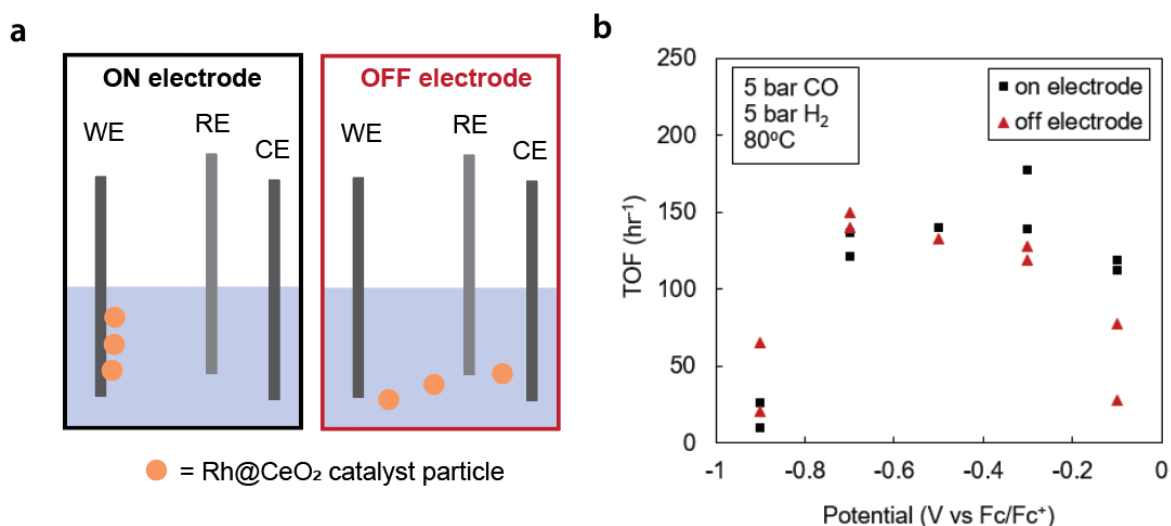 a
ON electrode
WE
RE
CE
OFF electrode
WE
RE
CE
= Rh@CeO₂ catalyst particle
b
250
200
150
100
50
0
TOF (hr⁻¹)
5 bar CO
5 bar H₂
80ºC
on electrode
off electrode
-1
-0.8
-0.6
-0.4
-0.2
0
Potential (V vs Fc/Fc⁺)